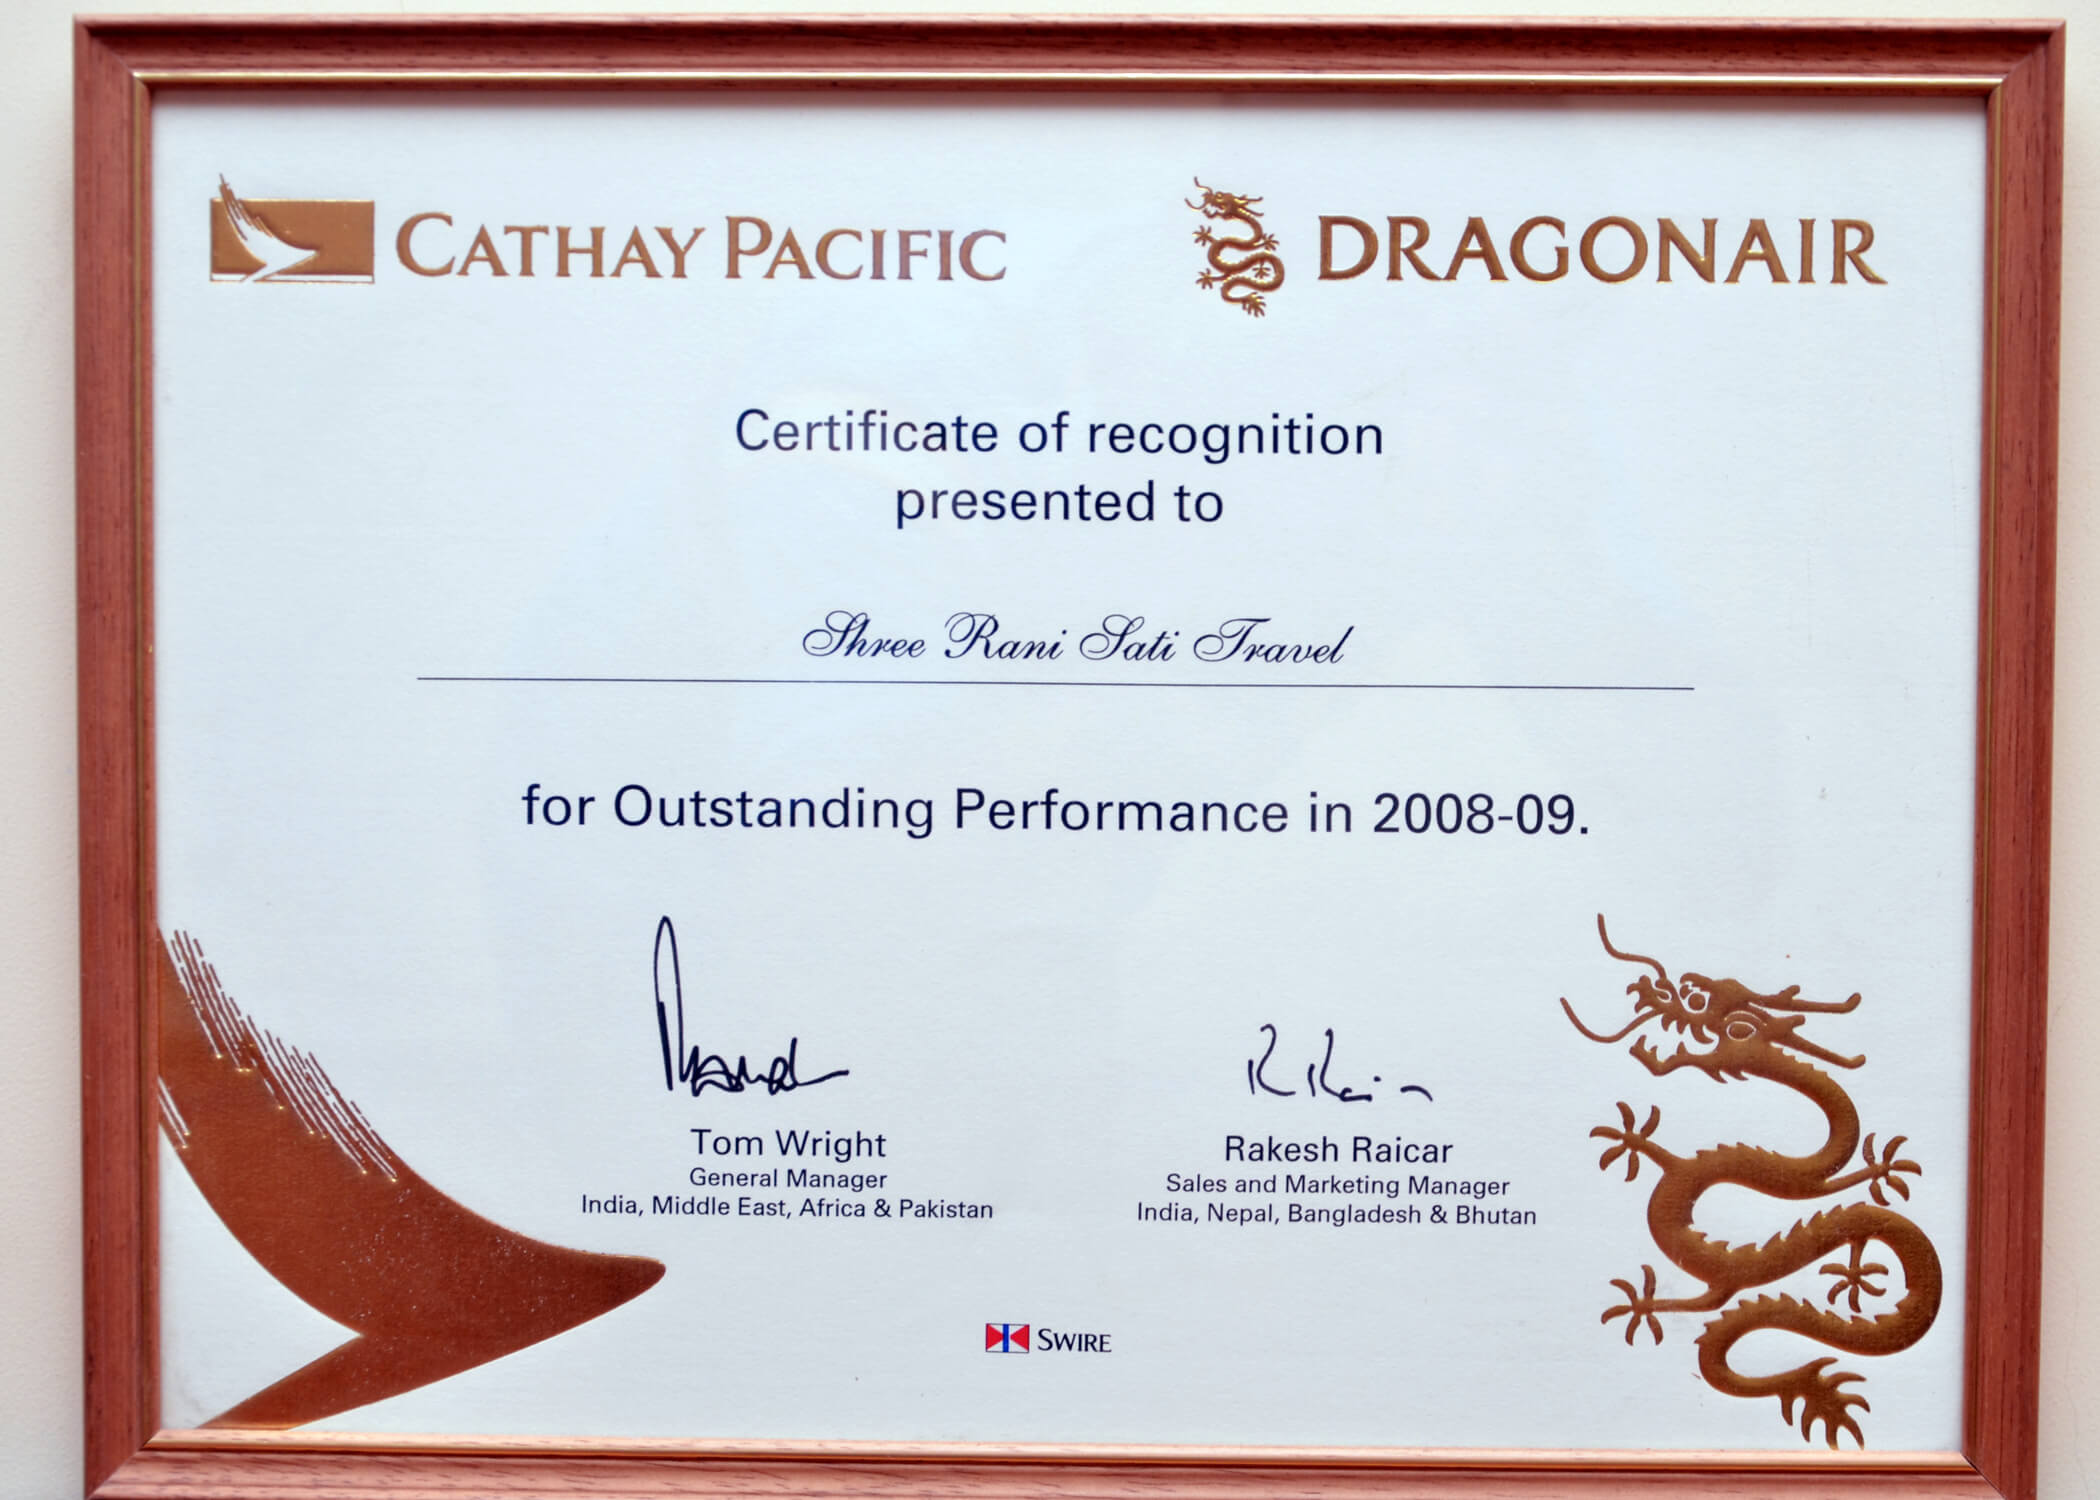 CATHAY PACIFIC
DRAGONAIR
Certificate of recognition
presented to
Shree Rani Sati Travel
for Outstanding Performance in 2008-09.
Tom Wright
General Manager
India, Middle East, Africa & Pakistan
Rakesh Raicar
Sales and Marketing Manager
India, Nepal, Bangladesh & Bhutan
SWIRE